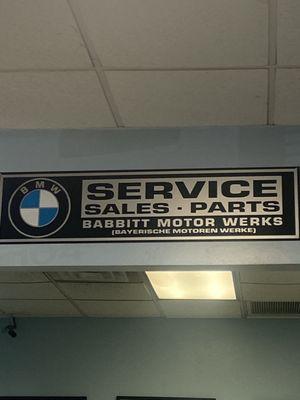 BMW
SERVICE
SALES · PARTS
BABBITT MOTOR WERKS
(BAYERISCHE MOTOREN WERKE)